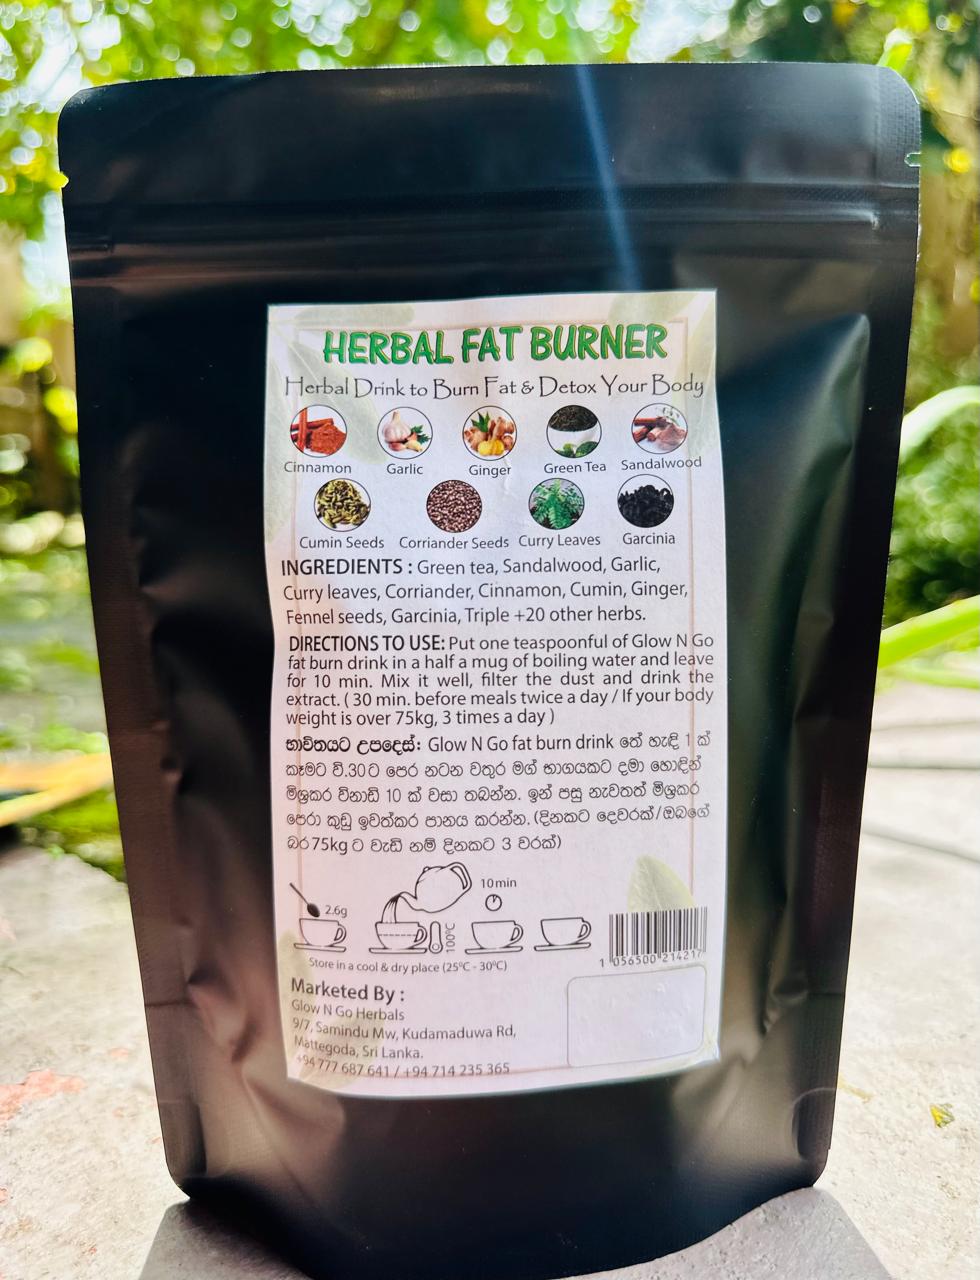 HERBAL FAT BURNER
Herbal Drink to Burn Fat & Detox Your Body
Cinnamon Garlic Ginger Green Tea Sandalwood
Cumin Seeds Corriander Seeds Curry Leaves Garcinia
INGREDIENTS : Green tea, Sandalwood, Garlic,
Curry leaves, Corriander, Cinnamon, Cumin, Ginger,
Fennel seeds, Garcinia, Triple +20 other herbs.
DIRECTIONS TO USE: Put one teaspoonful of Glow N Go
fat burn drink in a half a mug of boiling water and leave
for 10 min. Mix it well, filter the dust and drink the
extract. ( 30 min. before meals twice a day / If your body
weight is over 75kg, 3 times a day )
භාවිතයට උපදෙස්: Glow N Go fat burn drink තේ හැඳි 1 ක්
කෑමට වි.30ට පෙර නටන වතුර මග් භාගයකට දමා හොඳින්
මිශ්‍රකර විනාඩි 10 ක් වසා තබන්න. ඉන් පසු නැවතත් මිශ්‍රකර
පෙරා කුඩු ඉවත්කර පානය කරන්න. (දිනකට දෙවරක්/ඔබගේ
බර 75kg ට වැඩි නම් දිනකට 3 වරක්)
10 min
2.6g
100°C
1 056500 214217
Store in a cool & dry place (25°C - 30°C)
Marketed By :
Glow N Go Herbals
9/7, Samindu Mw, Kudamaduwa Rd,
Mattegoda, Sri Lanka.
+94 777 687 641 / +94 714 235 365